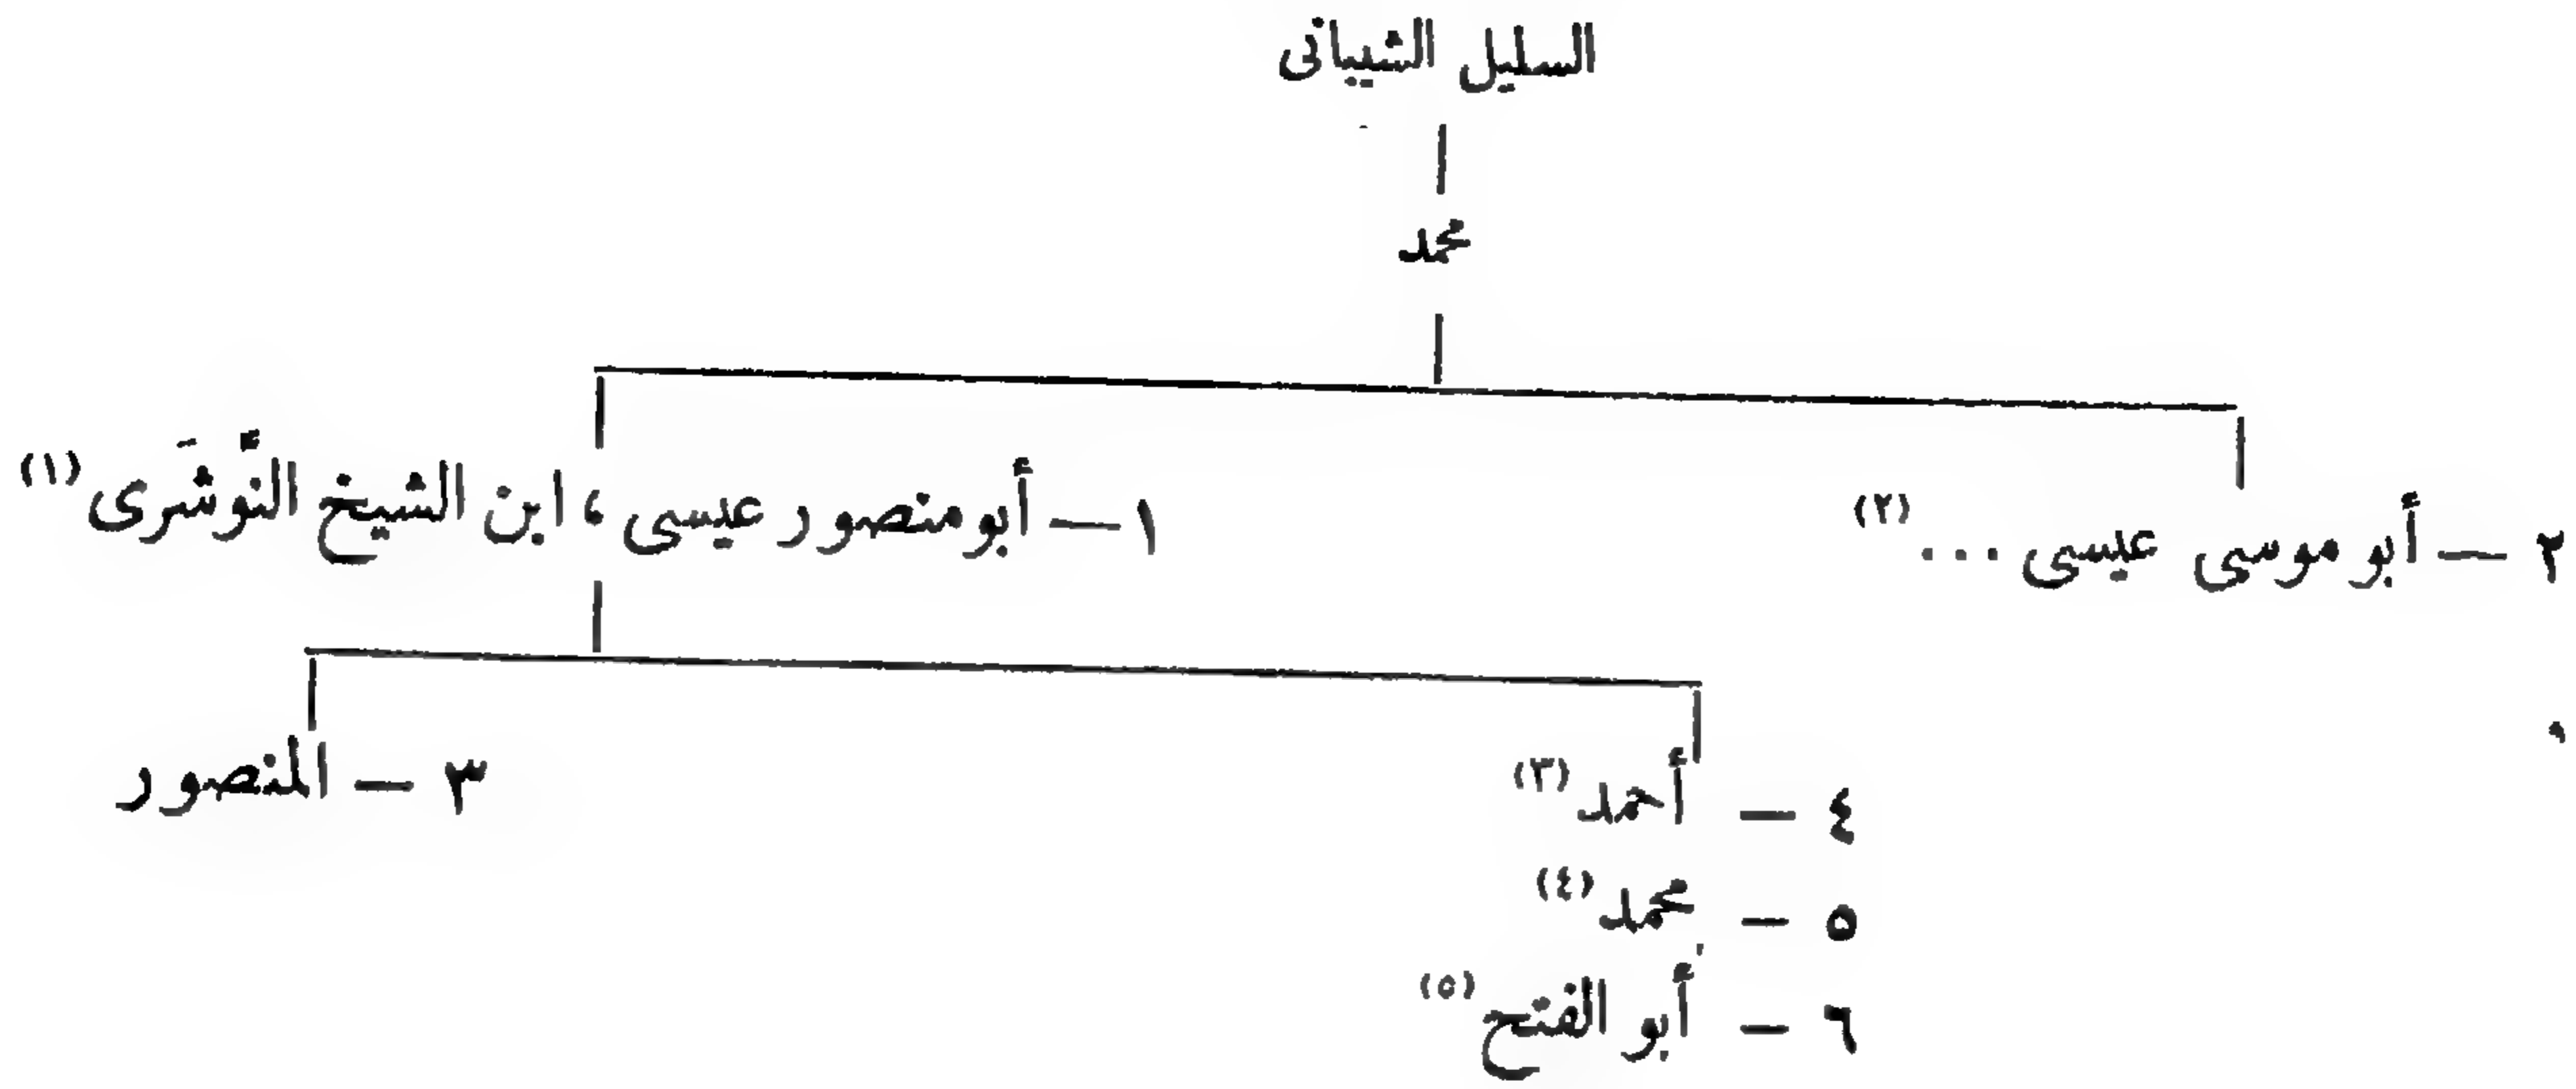 السليل الشيبانى
محمد
٢ — أبو موسى عيسى ... (٢)
١ — أبو منصور عيسى ، ابن الشيخ النَّوشَرى (١)
٤ — أحمد (٣)
٣ — المنصور
٥ — محمد (٤)
٦ — أبو الفتح (٥)